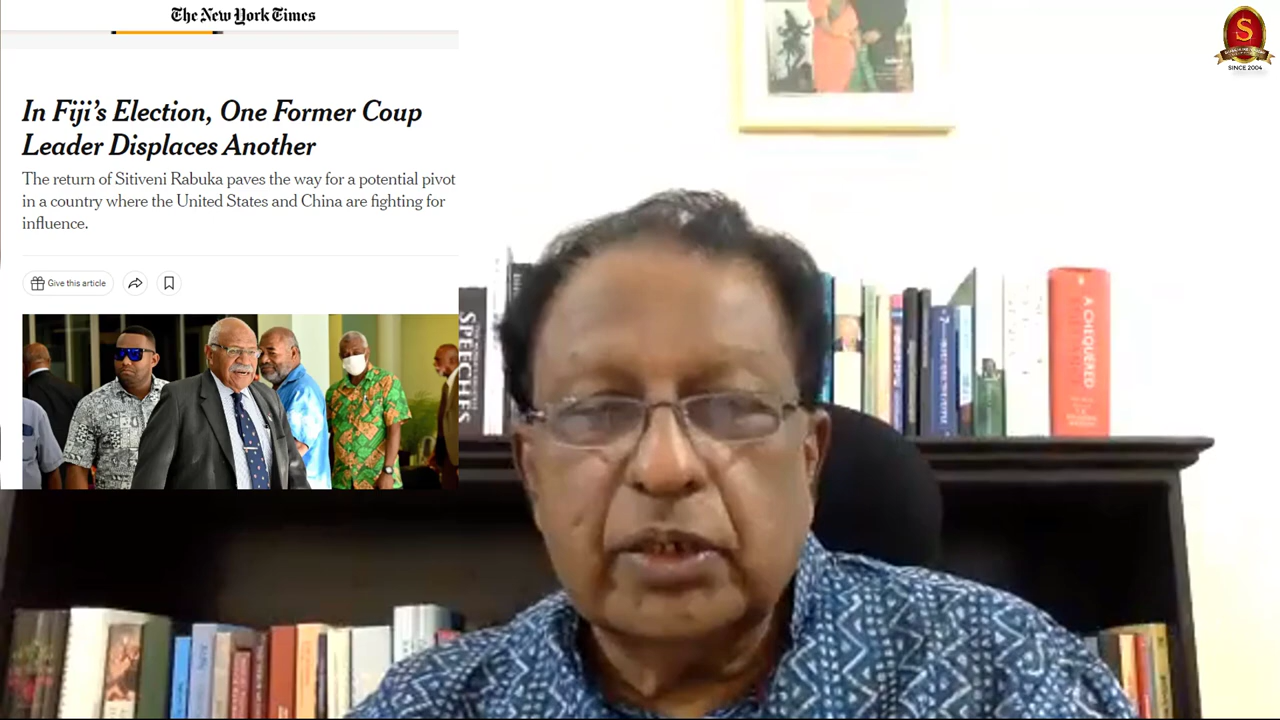 The New York Times
In Fiji's Election, One Former Coup
Leader Displaces Another
The return of Sitiveni Rabuka paves the way for a potential pivot
in a country where the United States and China are fighting for
influence.
Give this article
S
SINCE 2004
SPEECHES
A CHEQUERED